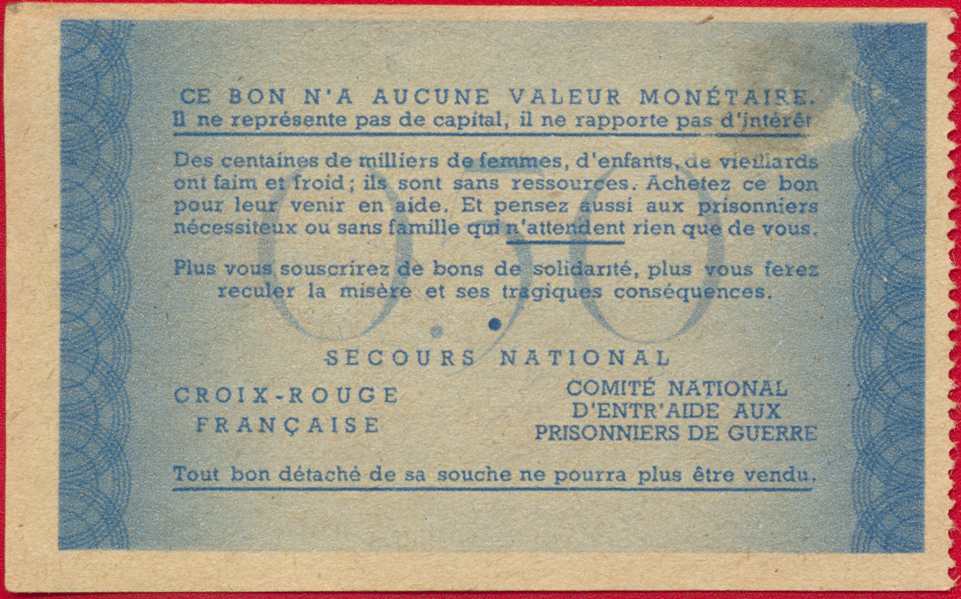 CE BON N'A AUCUNE VALEUR MONÉTAIRE.
Il ne représente pas de capital, il ne rapporte pas d'intérêt
Des centaines de milliers de femmes, d'enfants, de vieillards
ont faim et froid ; ils sont sans ressources. Achetez ce bon
pour leur venir en aide. Et pensez aussi aux prisonniers
nécessiteux ou sans famille qui n'attendent rien que de vous.
Plus vous souscrirez de bons de solidarité, plus vous ferez
reculer la misère et ses tragiques conséquences.
0.50
SECOURS NATIONAL
CROIX-ROUGE
FRANÇAISE
COMITÉ NATIONAL
D'ENTR'AIDE AUX
PRISONNIERS DE GUERRE
Tout bon détaché de sa souche ne pourra plus être vendu.